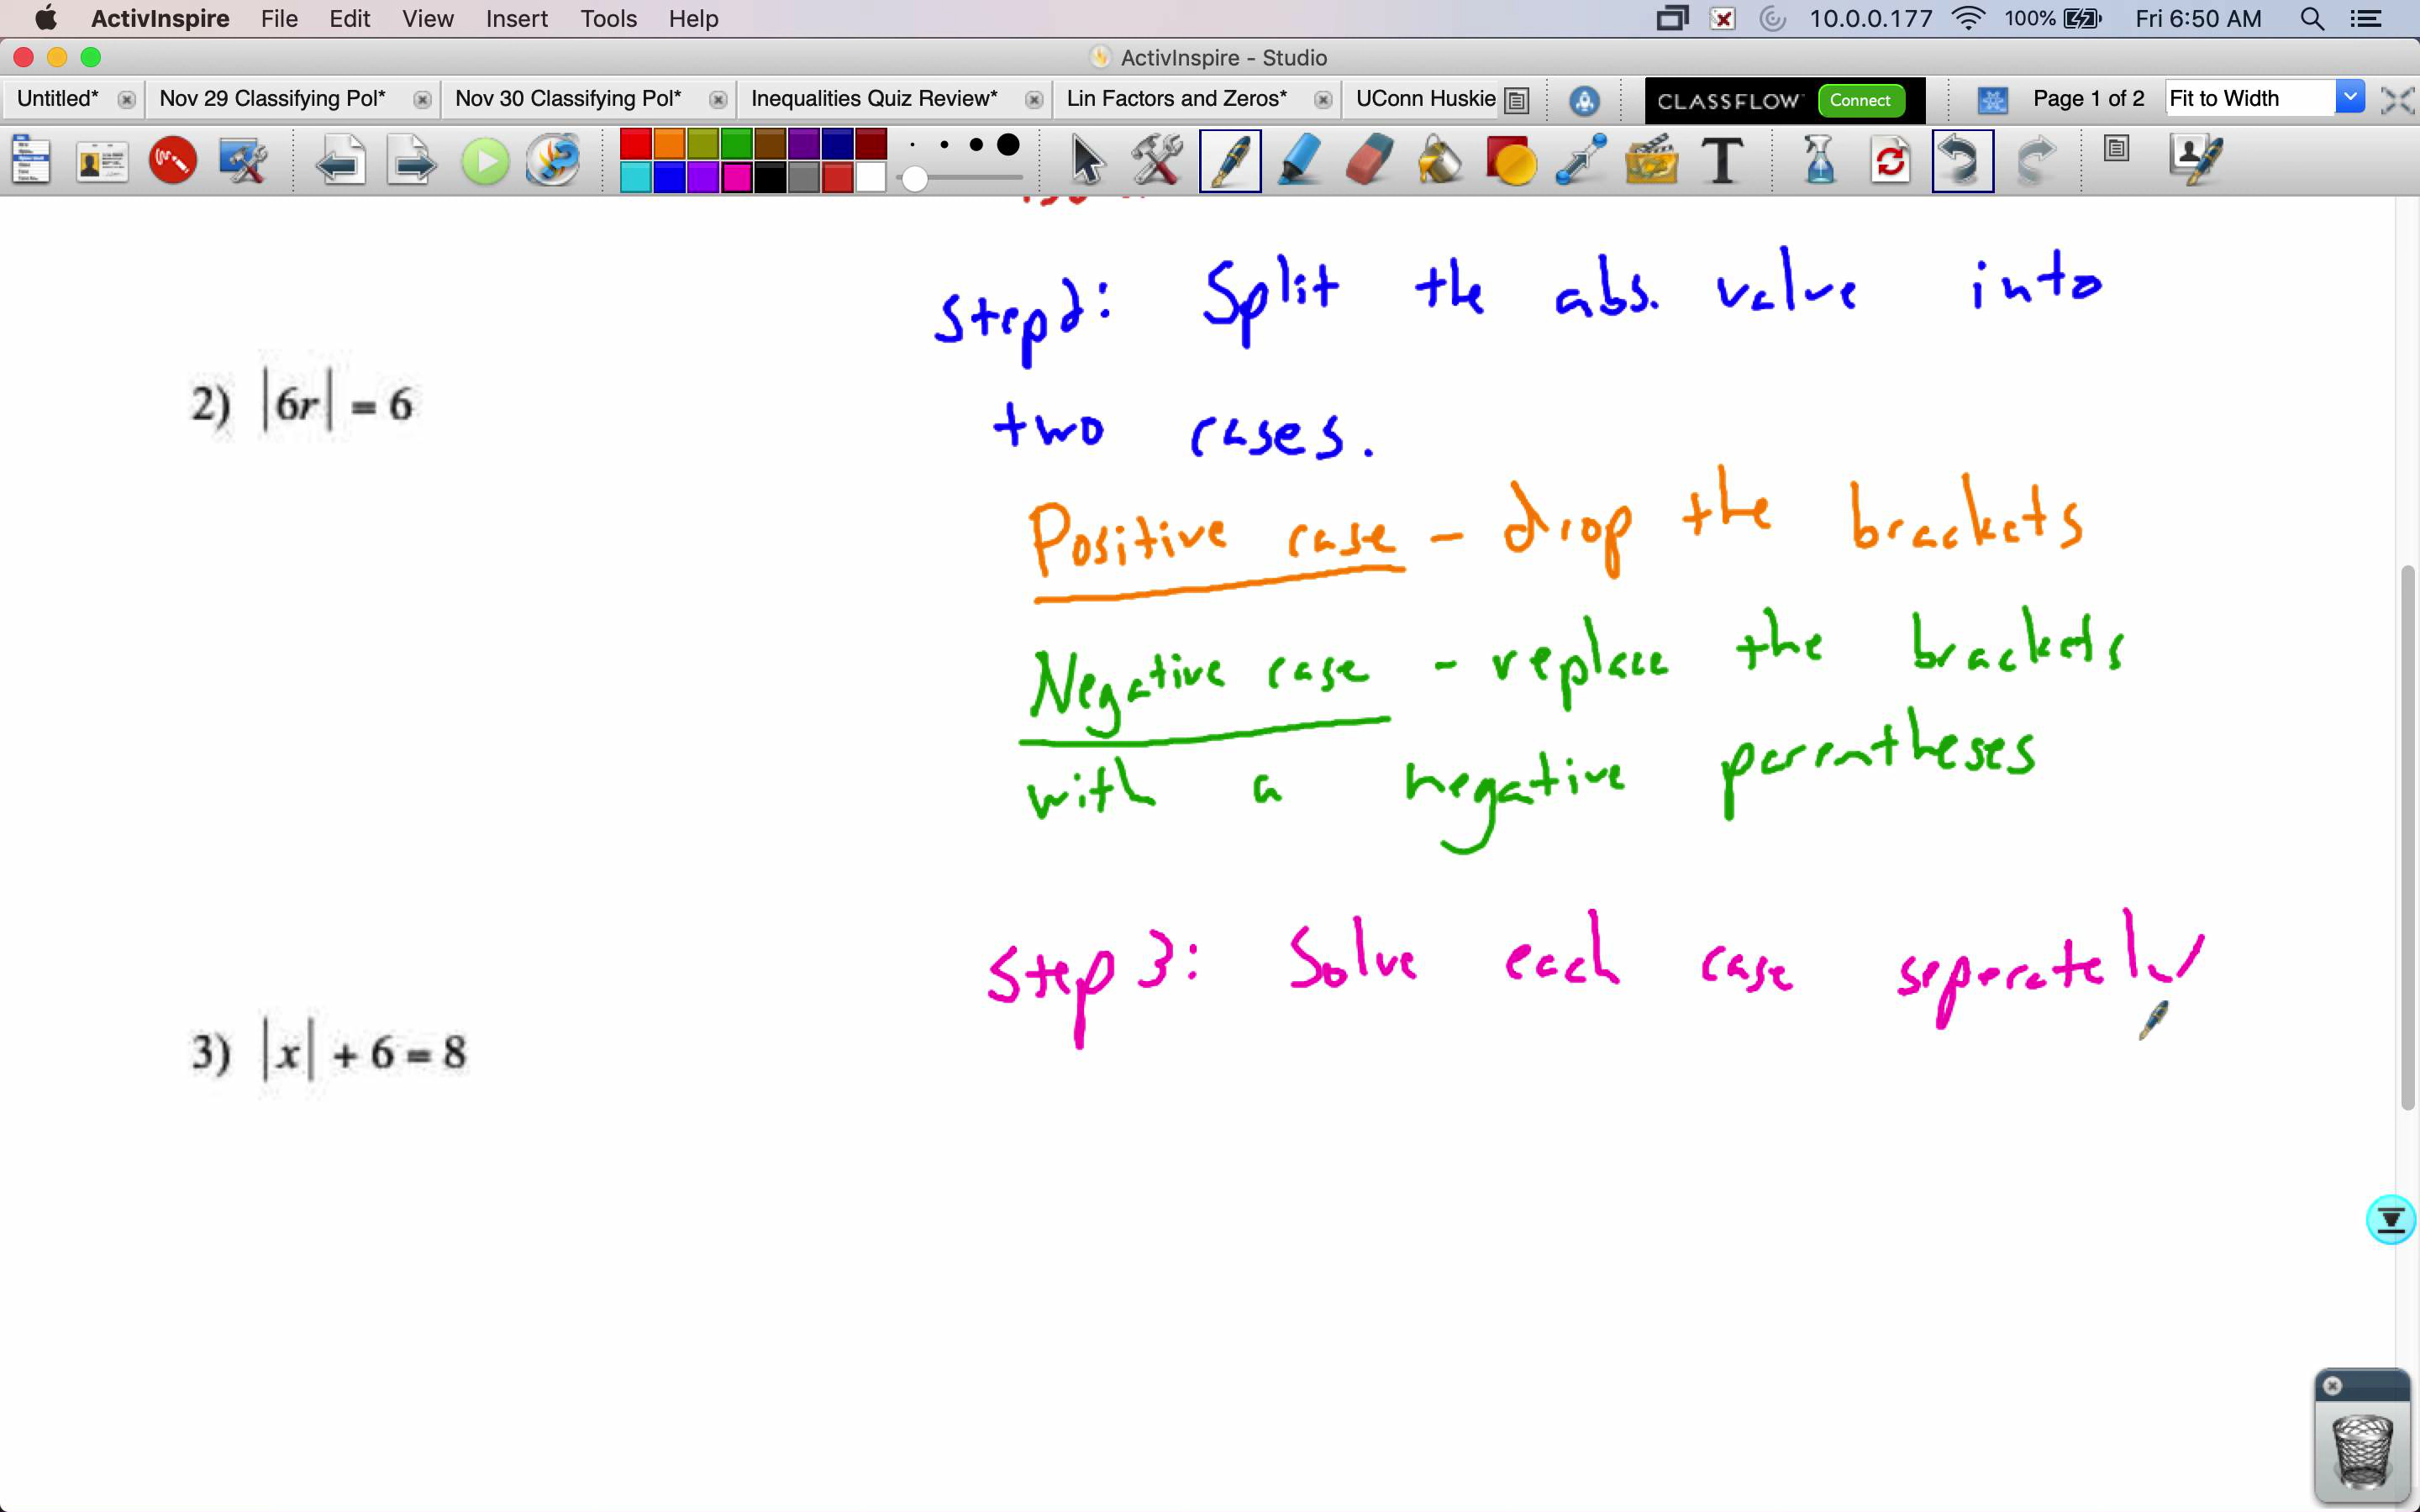 ActivInspire File Edit View Insert Tools Help 10.0.0.177 100% Fri 6:50 AM
ActivInspire - Studio
Untitled* Nov 29 Classifying Pol* Nov 30 Classifying Pol* Inequalities Quiz Review* Lin Factors and Zeros* UConn Huskie CLASSFLOW Connect Page 1 of 2 Fit to Width
T
Step 2: Split the abs. value into
2) |6r| = 6
two cases.
Positive case - drop the brackets
Negative case - replace the brackets
with a negative parentheses
Step 3: Solve each case seperately
3) |x| + 6 = 8